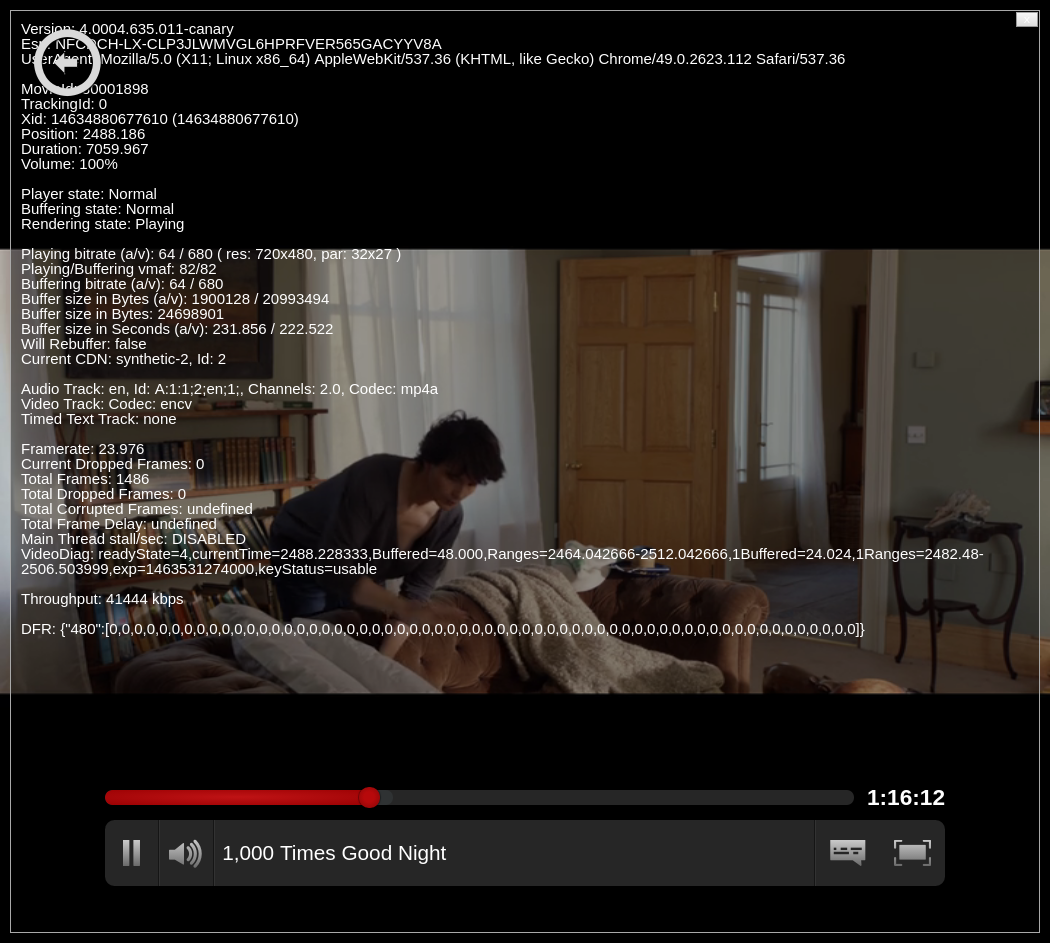 Version: 4.0004.635.011-canary
Esn: NFCDCH-LX-CLP3JLWMVGL6HPRFVER565GACYYV8A
UserAgent: Mozilla/5.0 (X11; Linux x86_64) AppleWebKit/537.36 (KHTML, like Gecko) Chrome/49.0.2623.112 Safari/537.36
MovieId: 80001898
TrackingId: 0
Xid: 14634880677610 (14634880677610)
Position: 2488.186
Duration: 7059.967
Volume: 100%
Player state: Normal
Buffering state: Normal
Rendering state: Playing
Playing bitrate (a/v): 64 / 680 ( res: 720x480, par: 32x27 )
Playing/Buffering vmaf: 82/82
Buffering bitrate (a/v): 64 / 680
Buffer size in Bytes (a/v): 1900128 / 20993494
Buffer size in Bytes: 24698901
Buffer size in Seconds (a/v): 231.856 / 222.522
Will Rebuffer: false
Current CDN: synthetic-2, Id: 2
Audio Track: en, Id: A:1:1;2;en;1;, Channels: 2.0, Codec: mp4a
Video Track: Codec: encv
Timed Text Track: none
Framerate: 23.976
Current Dropped Frames: 0
Total Frames: 1486
Total Dropped Frames: 0
Total Corrupted Frames: undefined
Total Frame Delay: undefined
Main Thread stall/sec: DISABLED
VideoDiag: readyState=4,currentTime=2488.228333,Buffered=48.000,Ranges=2464.042666-2512.042666,1Buffered=24.024,1Ranges=2482.48-
2506.503999,exp=1463531274000,keyStatus=usable
Throughput: 41444 kbps
DFR: {"480":[0,0,0,0,0,0,0,0,0,0,0,0,0,0,0,0,0,0,0,0,0,0,0,0,0,0,0,0,0,0,0,0,0,0,0,0,0,0,0,0,0,0,0,0,0,0,0,0,0,0,0,0,0,0,0,0,0,0,0,0]}
1:16:12
1,000 Times Good Night